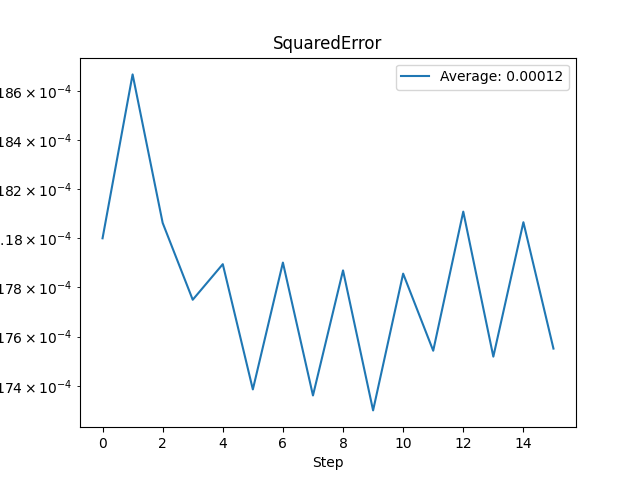 SquaredError
Average: 0.00012
186 × 10⁻⁴
184 × 10⁻⁴
182 × 10⁻⁴
.18 × 10⁻⁴
178 × 10⁻⁴
176 × 10⁻⁴
174 × 10⁻⁴
0 2 4 6 8 10 12 14
Step